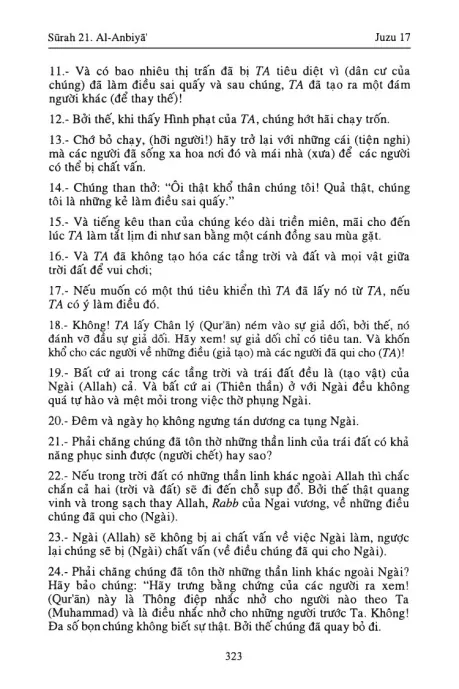 Sūrah 21. Al-Anbiyā' Juzu 17
11.- Và có bao nhiêu thị trấn đã bị TA tiêu diệt vì (dân cư của
chúng) đã làm điều sai quấy và sau chúng, TA đã tạo ra một đám
người khác (để thay thế)!
12.- Bởi thế, khi thấy Hình phạt của TA, chúng hớt hãi chạy trốn.
13.- Chớ bỏ chạy, (hỡi người!) hãy trở lại với những cái (tiện nghi)
mà các người đã sống xa hoa nơi đó và mái nhà (xưa) để các người
có thể bị chất vấn.
14.- Chúng than thở: “Ôi thật khổ thân chúng tôi! Quả thật, chúng
tôi là những kẻ làm điều sai quấy.”
15.- Và tiếng kêu than của chúng kéo dài triền miên, mãi cho đến
lúc TA làm tắt lịm đi như san bằng một cánh đồng sau mùa gặt.
16.- Và TA đã không tạo hóa các tầng trời và đất và mọi vật giữa
trời đất để vui chơi;
17.- Nếu muốn có một thú tiêu khiển thì TA đã lấy nó từ TA, nếu
TA có ý làm điều đó.
18.- Không! TA lấy Chân lý (Qur'ān) ném vào sự giả dối, bởi thế, nó
đánh vỡ đầu sự giả dối. Hãy xem! sự giả dối chỉ có tiêu tan. Và khốn
khổ cho các người về những điều (giả tạo) mà các người đã qui cho (TA)!
19.- Bất cứ ai trong các tầng trời và trái đất đều là (tạo vật) của
Ngài (Allah) cả. Và bất cứ ai (Thiên thần) ở với Ngài đều không
quá tự hào và mệt mỏi trong việc thờ phụng Ngài.
20.- Đêm và ngày họ không ngưng tán dương ca tụng Ngài.
21.- Phải chăng chúng đã tôn thờ những thần linh của trái đất có khả
năng phục sinh được (người chết) hay sao?
22.- Nếu trong trời đất có những thần linh khác ngoài Allah thì chắc
chắn cả hai (trời và đất) sẽ đi đến chỗ sụp đổ. Bởi thế thật quang
vinh và trong sạch thay Allah, Rabb của Ngai vương, về những điều
chúng đã qui cho (Ngài).
23.- Ngài (Allah) sẽ không bị ai chất vấn về việc Ngài làm, ngược
lại chúng sẽ bị (Ngài) chất vấn (về điều chúng đã qui cho Ngài).
24.- Phải chăng chúng đã tôn thờ những thần linh khác ngoài Ngài?
Hãy bảo chúng: “Hãy trưng bằng chứng của các người ra xem!
(Qur'ān) này là Thông điệp nhắc nhở cho người nào theo Ta
(Muhammad) và là điều nhắc nhở cho những người trước Ta. Không!
Đa số bọn chúng không biết sự thật. Bởi thế chúng đã quay bỏ đi.
323